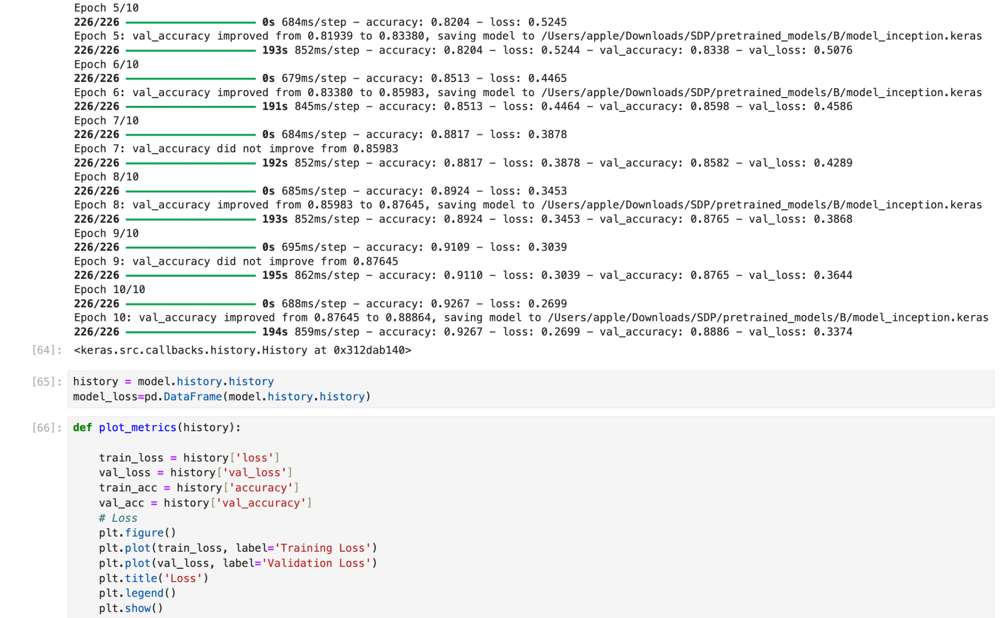 Epoch 5/10
226/226 ━━━━━━━━━━━━━━━━━━━━ 0s 684ms/step - accuracy: 0.8204 - loss: 0.5245
Epoch 5: val_accuracy improved from 0.81939 to 0.83380, saving model to /Users/apple/Downloads/SDP/pretrained_models/B/model_inception.keras
226/226 ━━━━━━━━━━━━━━━━━━━━ 193s 852ms/step - accuracy: 0.8204 - loss: 0.5244 - val_accuracy: 0.8338 - val_loss: 0.5076
Epoch 6/10
226/226 ━━━━━━━━━━━━━━━━━━━━ 0s 679ms/step - accuracy: 0.8513 - loss: 0.4465
Epoch 6: val_accuracy improved from 0.83380 to 0.85983, saving model to /Users/apple/Downloads/SDP/pretrained_models/B/model_inception.keras
226/226 ━━━━━━━━━━━━━━━━━━━━ 191s 845ms/step - accuracy: 0.8513 - loss: 0.4464 - val_accuracy: 0.8598 - val_loss: 0.4586
Epoch 7/10
226/226 ━━━━━━━━━━━━━━━━━━━━ 0s 684ms/step - accuracy: 0.8817 - loss: 0.3878
Epoch 7: val_accuracy did not improve from 0.85983
226/226 ━━━━━━━━━━━━━━━━━━━━ 192s 852ms/step - accuracy: 0.8817 - loss: 0.3878 - val_accuracy: 0.8582 - val_loss: 0.4289
Epoch 8/10
226/226 ━━━━━━━━━━━━━━━━━━━━ 0s 685ms/step - accuracy: 0.8924 - loss: 0.3453
Epoch 8: val_accuracy improved from 0.85983 to 0.87645, saving model to /Users/apple/Downloads/SDP/pretrained_models/B/model_inception.keras
226/226 ━━━━━━━━━━━━━━━━━━━━ 193s 852ms/step - accuracy: 0.8924 - loss: 0.3453 - val_accuracy: 0.8765 - val_loss: 0.3868
Epoch 9/10
226/226 ━━━━━━━━━━━━━━━━━━━━ 0s 695ms/step - accuracy: 0.9109 - loss: 0.3039
Epoch 9: val_accuracy did not improve from 0.87645
226/226 ━━━━━━━━━━━━━━━━━━━━ 195s 862ms/step - accuracy: 0.9110 - loss: 0.3039 - val_accuracy: 0.8765 - val_loss: 0.3644
Epoch 10/10
226/226 ━━━━━━━━━━━━━━━━━━━━ 0s 688ms/step - accuracy: 0.9267 - loss: 0.2699
Epoch 10: val_accuracy improved from 0.87645 to 0.88864, saving model to /Users/apple/Downloads/SDP/pretrained_models/B/model_inception.keras
226/226 ━━━━━━━━━━━━━━━━━━━━ 194s 859ms/step - accuracy: 0.9267 - loss: 0.2699 - val_accuracy: 0.8886 - val_loss: 0.3374
[64]: <keras.src.callbacks.history.History at 0x312dab140>
[65]: history = model.history.history
model_loss=pd.DataFrame(model.history.history)
[66]: def plot_metrics(history):

    train_loss = history['loss']
    val_loss = history['val_loss']
    train_acc = history['accuracy']
    val_acc = history['val_accuracy']
    # Loss
    plt.figure()
    plt.plot(train_loss, label='Training Loss')
    plt.plot(val_loss, label='Validation Loss')
    plt.title('Loss')
    plt.legend()
    plt.show()